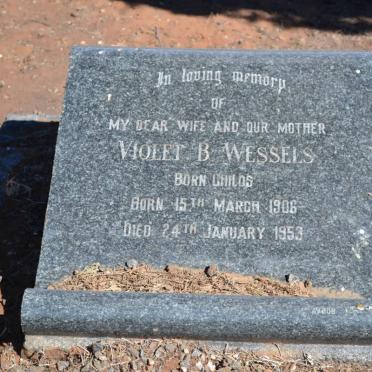 In loving memory
OF
MY DEAR WIFE AND OUR MOTHER
VIOLET B. WESSELS
BORN CHILDS
BORN 15TH MARCH 1906
DIED 24TH JANUARY 1953